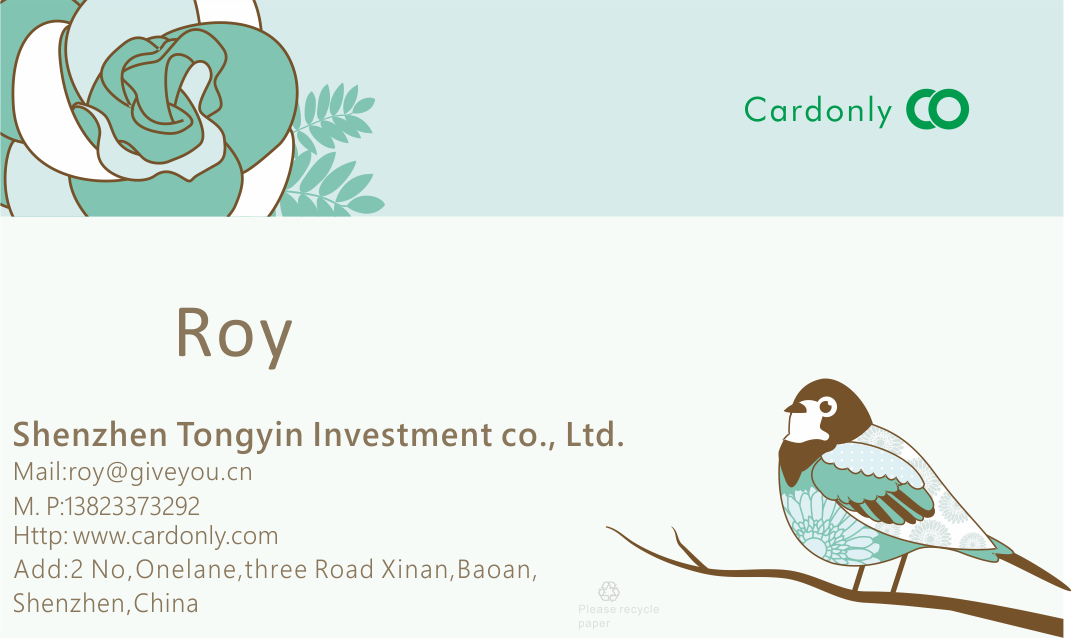 Cardonly
Roy
Shenzhen Tongyin Investment co., Ltd.
Mail:roy@giveyou.cn
M. P:13823373292
Http: www.cardonly.com
Add:2 No,Onelane,three Road Xinan,Baoan,
Shenzhen,China
Please recycle
paper